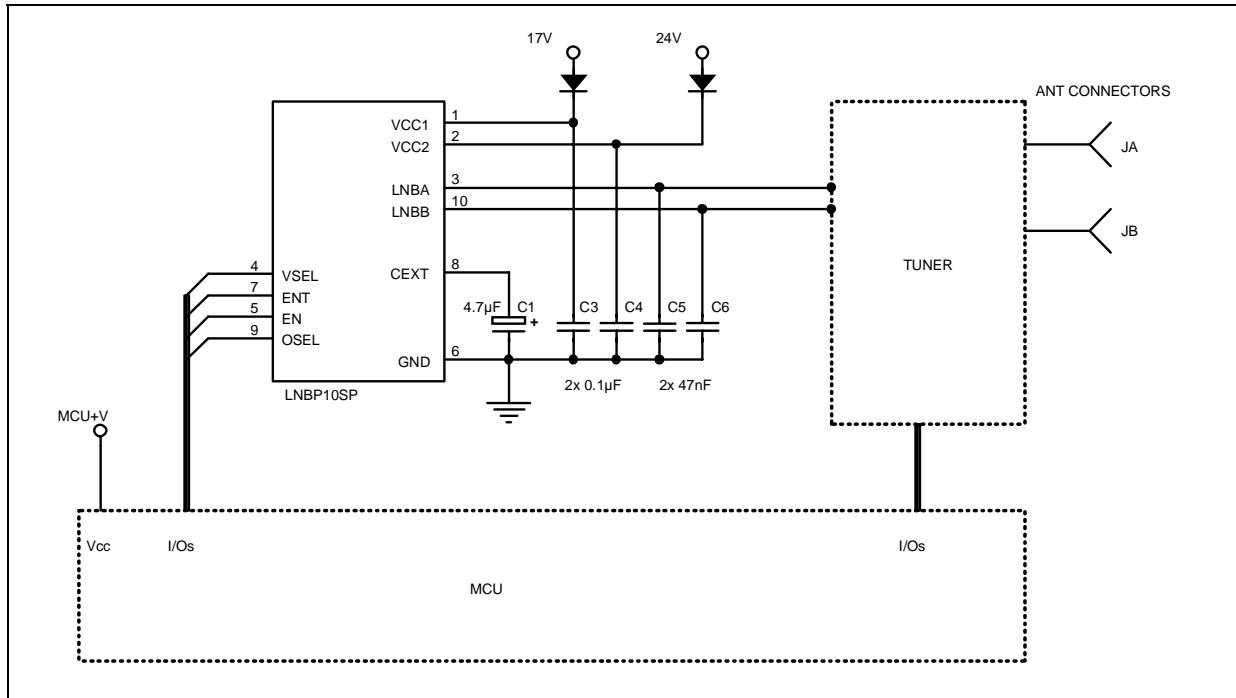 17V
24V
ANT CONNECTORS
JA
JB
VCC1
1
VCC2
2
LNBA
3
LNBB
10
CEXT
8
GND
6
4
VSEL
7
ENT
5
EN
9
OSEL
LNBP10SP
4.7µF
C1
+
C3
C4
C5
C6
2x 0.1µF
2x 47nF
TUNER
MCU+V
Vcc
I/Os
I/Os
MCU